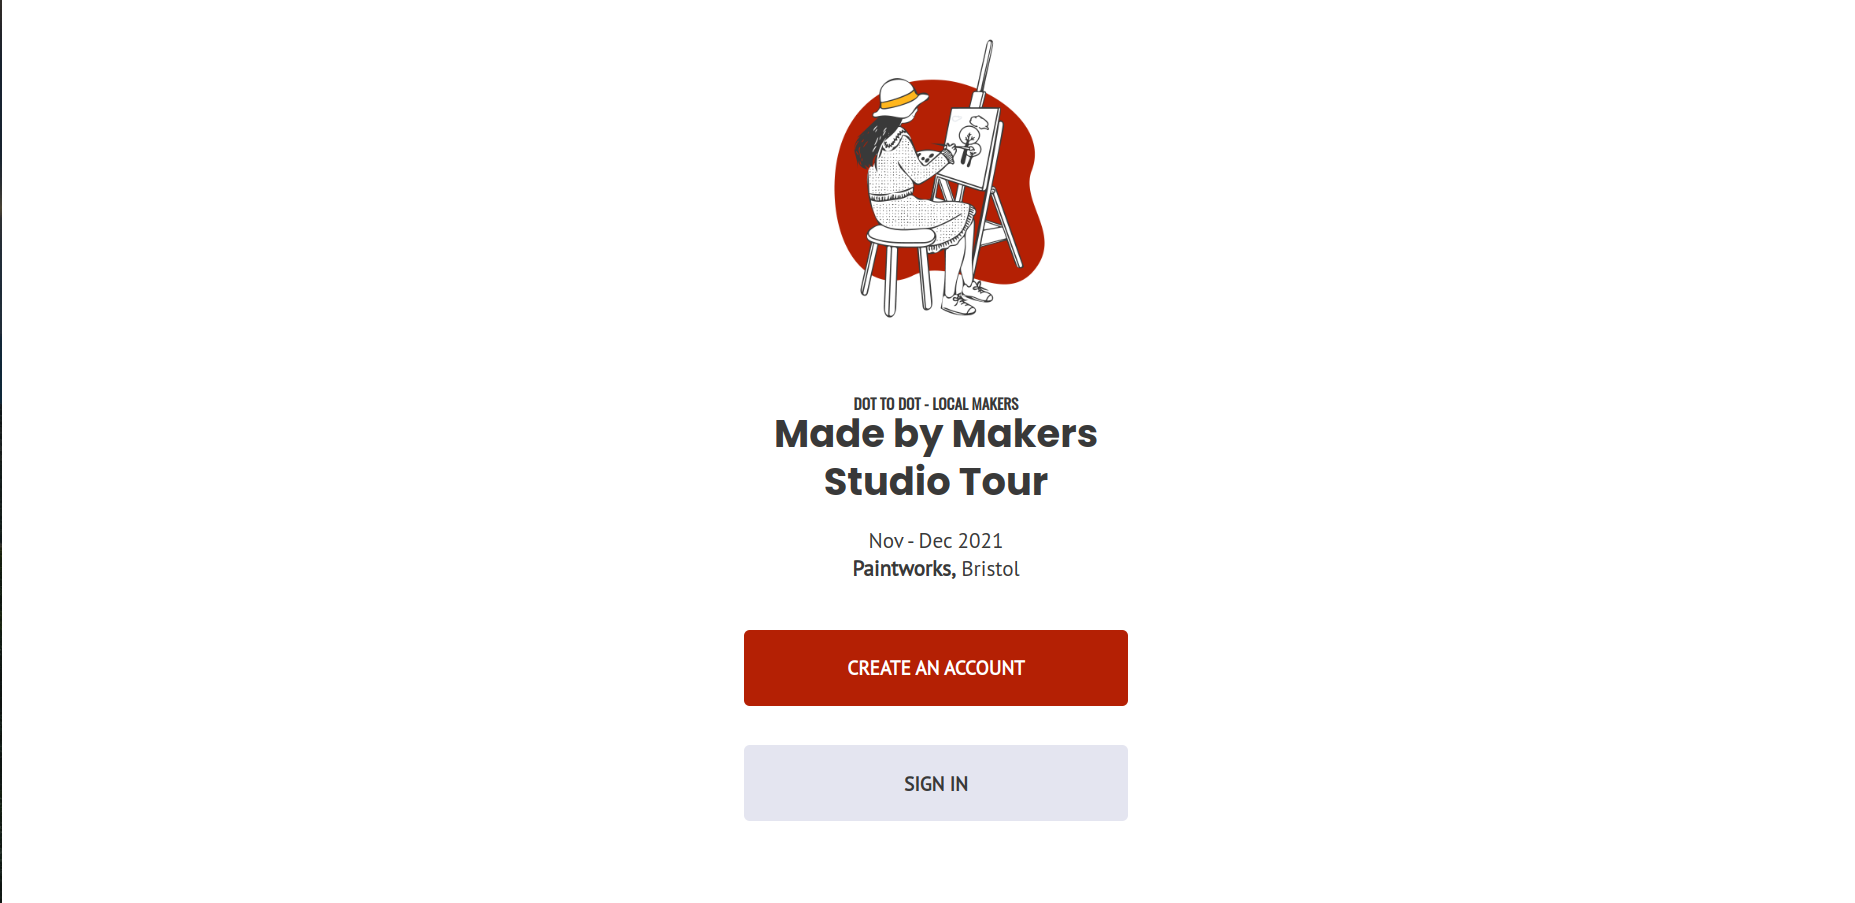 DOT TO DOT - LOCAL MAKERS
Made by Makers
Studio Tour
Nov - Dec 2021
Paintworks, Bristol
CREATE AN ACCOUNT
SIGN IN